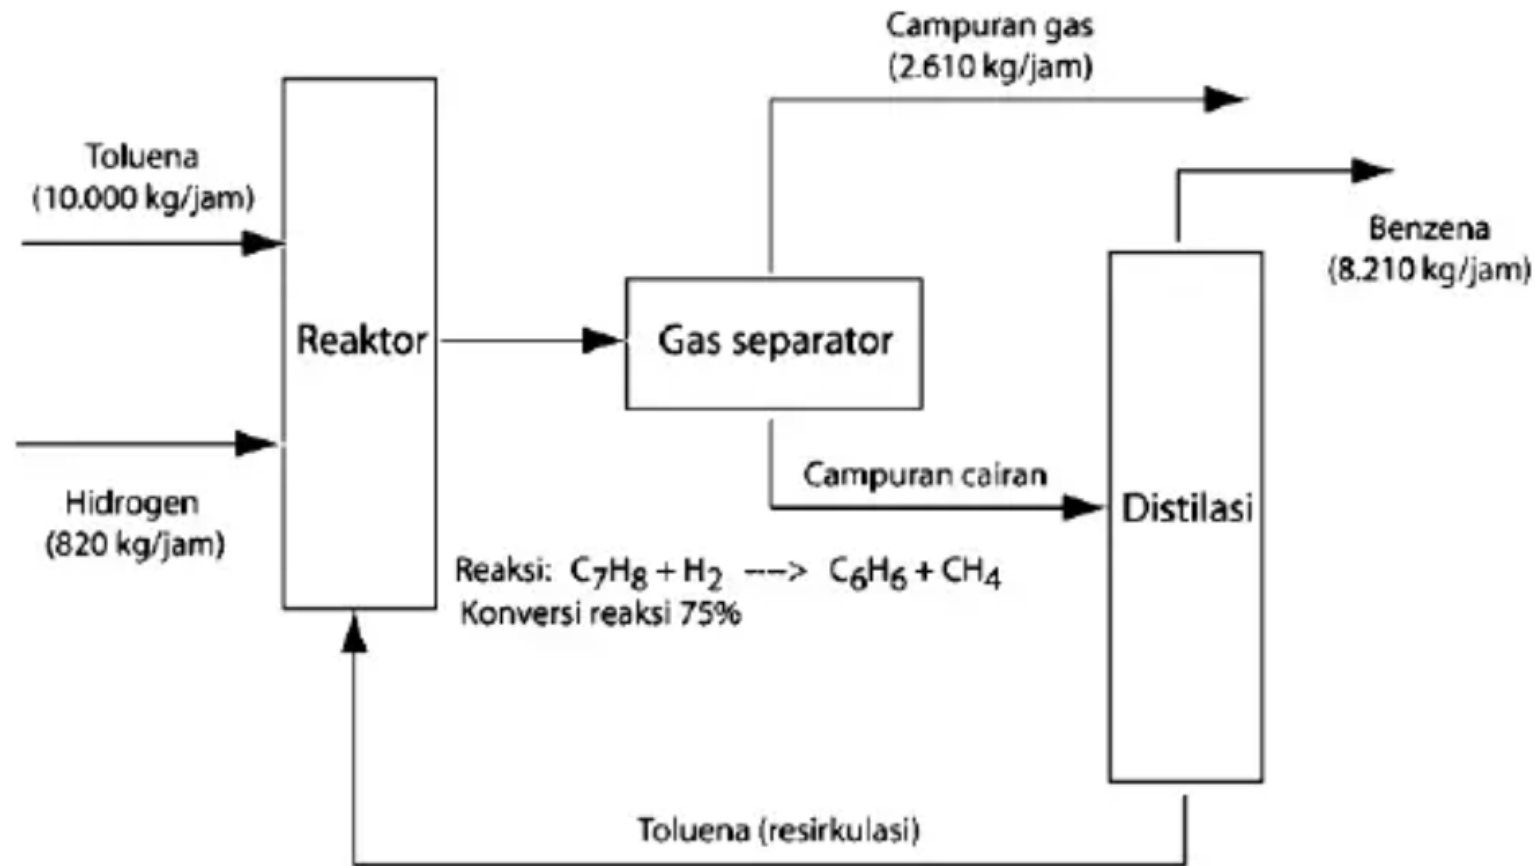 Campuran gas
(2.610 kg/jam)
Toluena
(10.000 kg/jam)
Benzena
(8.210 kg/jam)
Reaktor
Gas separator
Campuran cairan
Distilasi
Hidrogen
(820 kg/jam)
Reaksi: C7H8 + H2 ---> C6H6 + CH4
Konversi reaksi 75%
Toluena (resirkulasi)